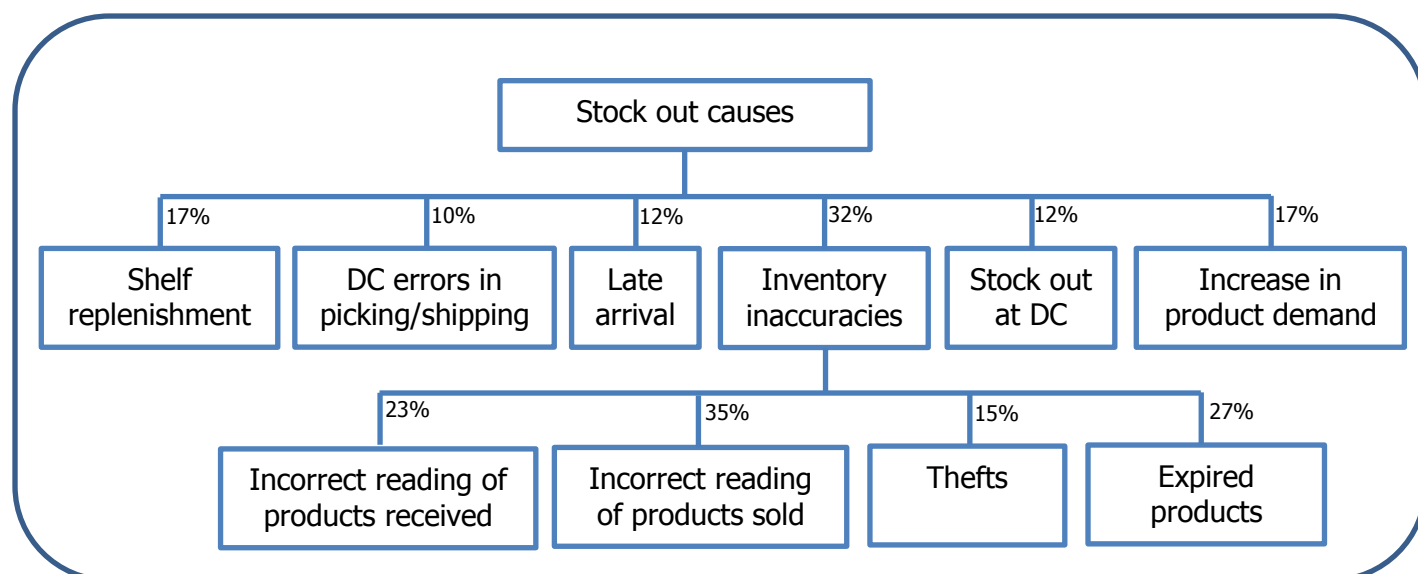 Stock out causes
17%
10%
12%
32%
12%
17%
Shelf
replenishment
DC errors in
picking/shipping
Late
arrival
Inventory
inaccuracies
Stock out
at DC
Increase in
product demand
23%
35%
15%
27%
Incorrect reading of
products received
Incorrect reading
of products sold
Thefts
Expired
products